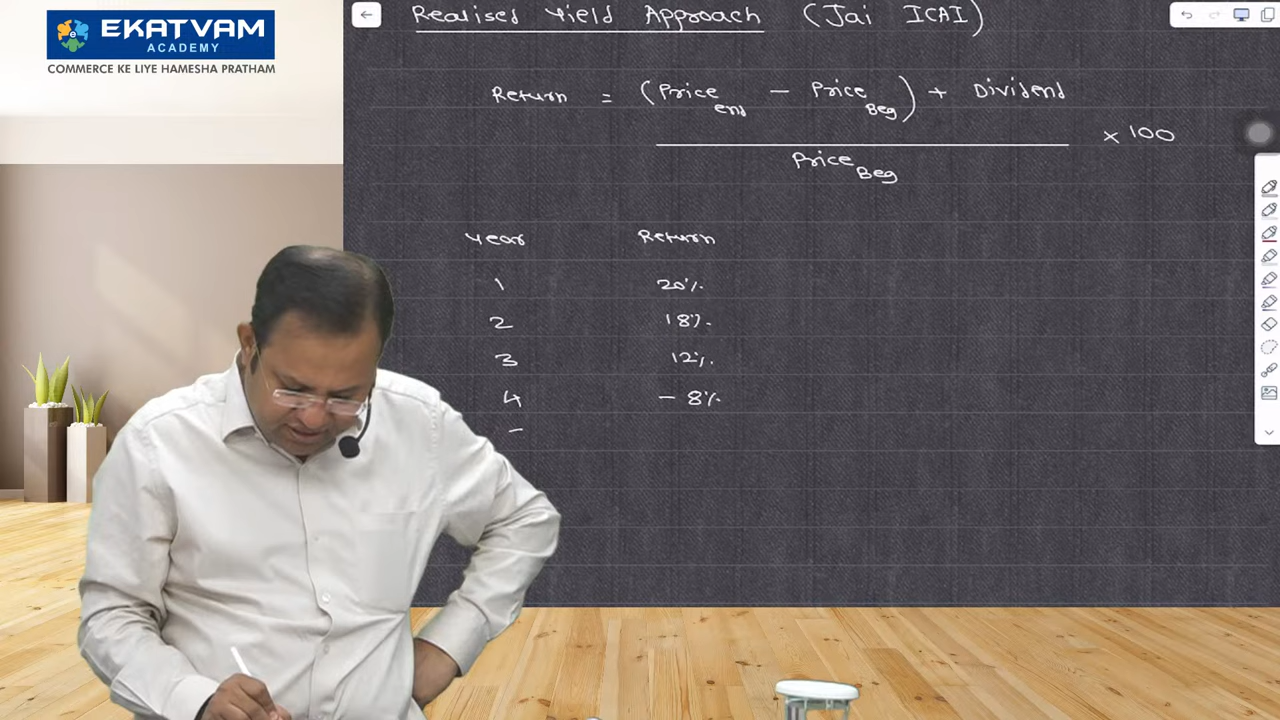 EKATVAM
ACADEMY
COMMERCE KE LIYE HAMESHA PRATHAM
Realised Yield Approach (Jai ICAI)
Return = (Price end - Price Beg) + Dividend
× 100
Price Beg
Year Return
1 20%
2 18%
3 12%
4 - 8%